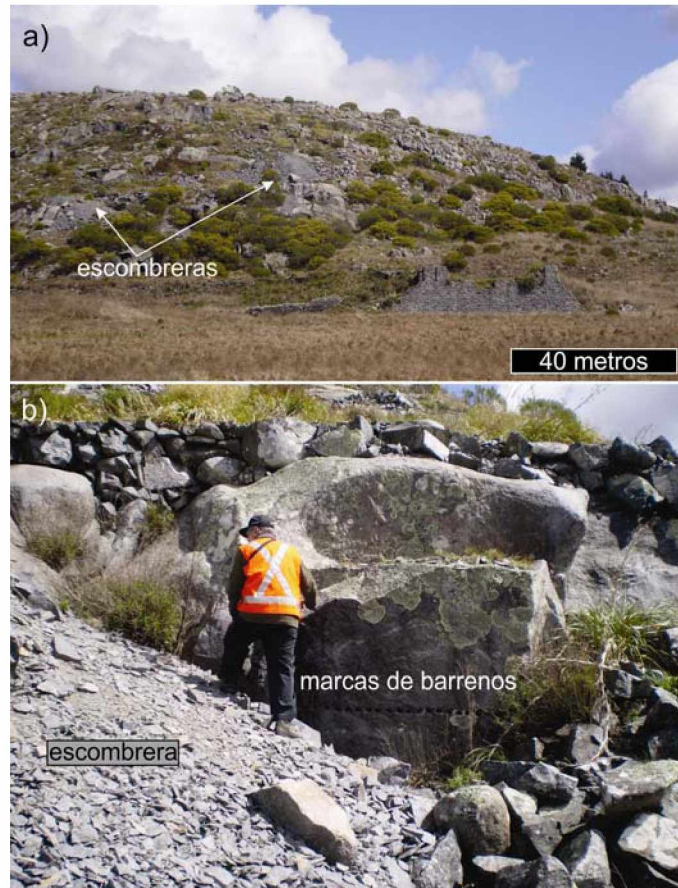 a)
escombreras
40 metros
b)
marcas de barrenos
escombrera